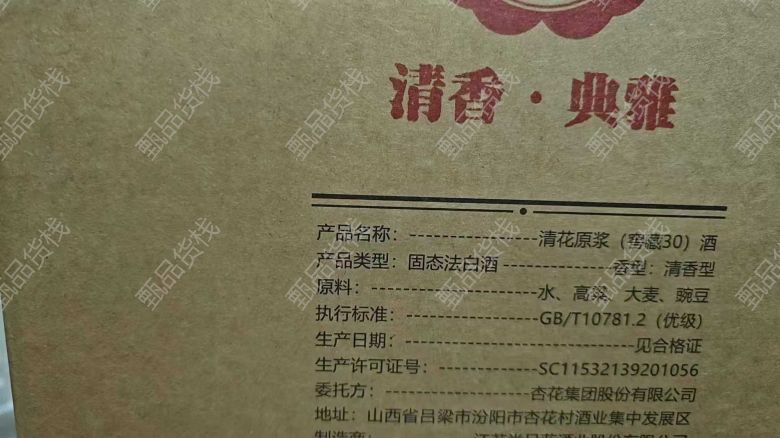 清香·典雅
产品名称：清花原浆（窖藏30）酒
产品类型：固态法白酒 香型：清香型
原料：水、高粱、大麦、豌豆
执行标准：GB/T10781.2（优级）
生产日期：见合格证
生产许可证号：SC11532139201056
委托方：杏花集团股份有限公司
地址：山西省吕梁市汾阳市杏花村酒业集中发展区
甄品货栈